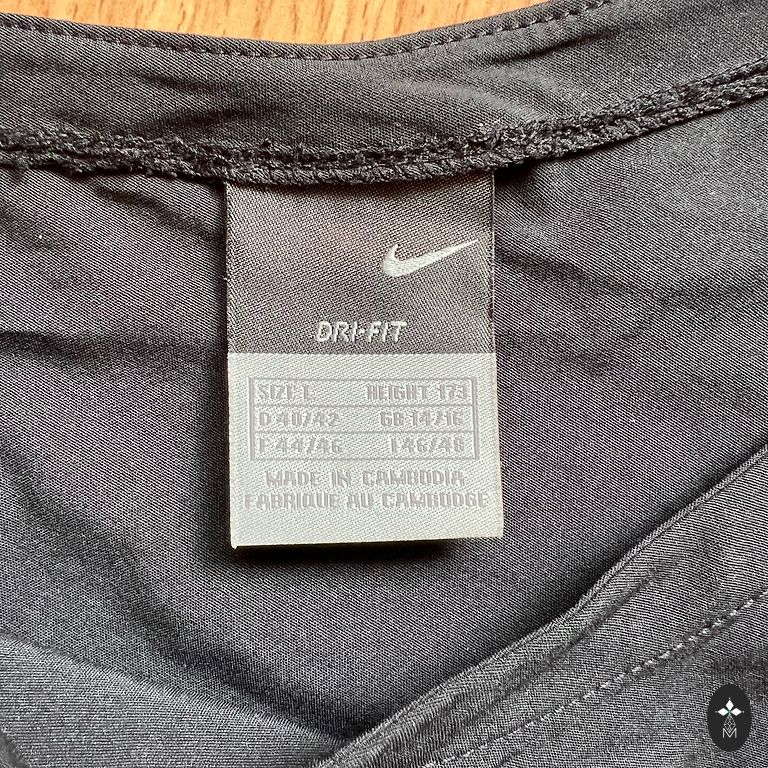 DRI-FIT
SIZE L HEIGHT 173
D 40/42 GB 14/16
F 44/46 I 46/48
MADE IN CAMBODIA
FABRIQUE AU CAMBODGE
M